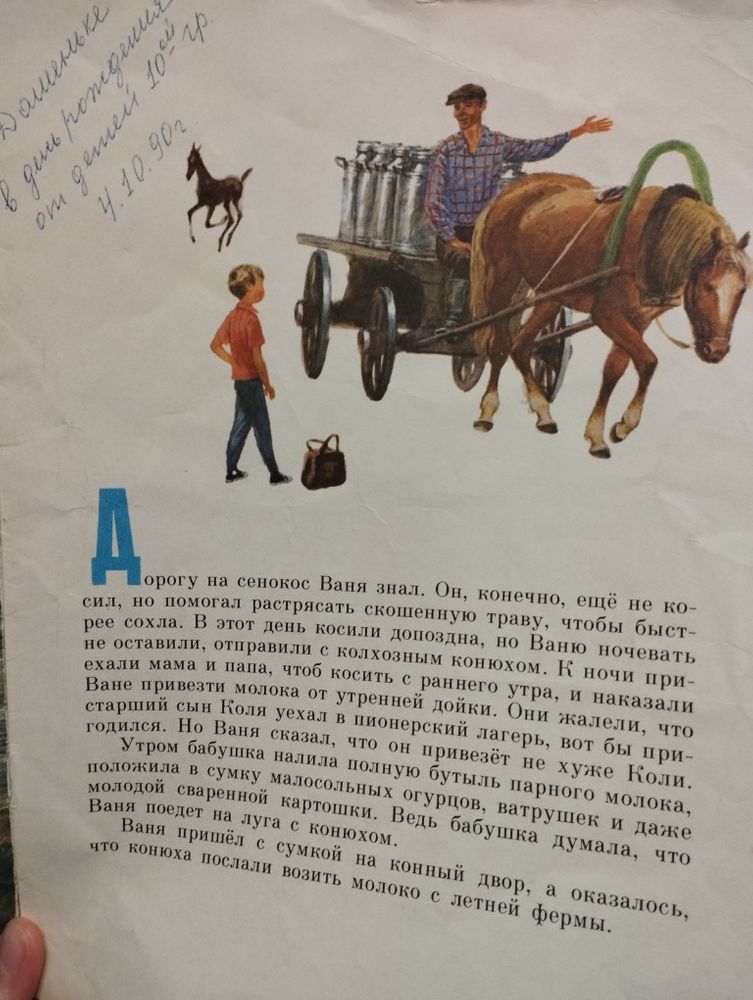 Дашеньке
в день рождения
от детей 10ой гр.
4.10.90г
Дорогу на сенокос Ваня знал. Он, конечно, ещё не ко-
сил, но помогал растрясать скошенную траву, чтобы быст-
рее сохла. В этот день косили допоздна, но Ваню ночевать
не оставили, отправили с колхозным конюхом. К ночи при-
ехали мама и папа, чтоб косить с раннего утра, и наказали
Ване привезти молока от утренней дойки. Они жалели, что
старший сын Коля уехал в пионерский лагерь, вот бы при-
годился. Но Ваня сказал, что он привезёт не хуже Коли.
Утром бабушка налила полную бутыль парного молока,
положила в сумку малосольных огурцов, ватрушек и даже
молодой сваренной картошки. Ведь бабушка думала, что
Ваня поедет на луга с конюхом.
Ваня пришёл с сумкой на конный двор, а оказалось,
что конюха послали возить молоко с летней фермы.